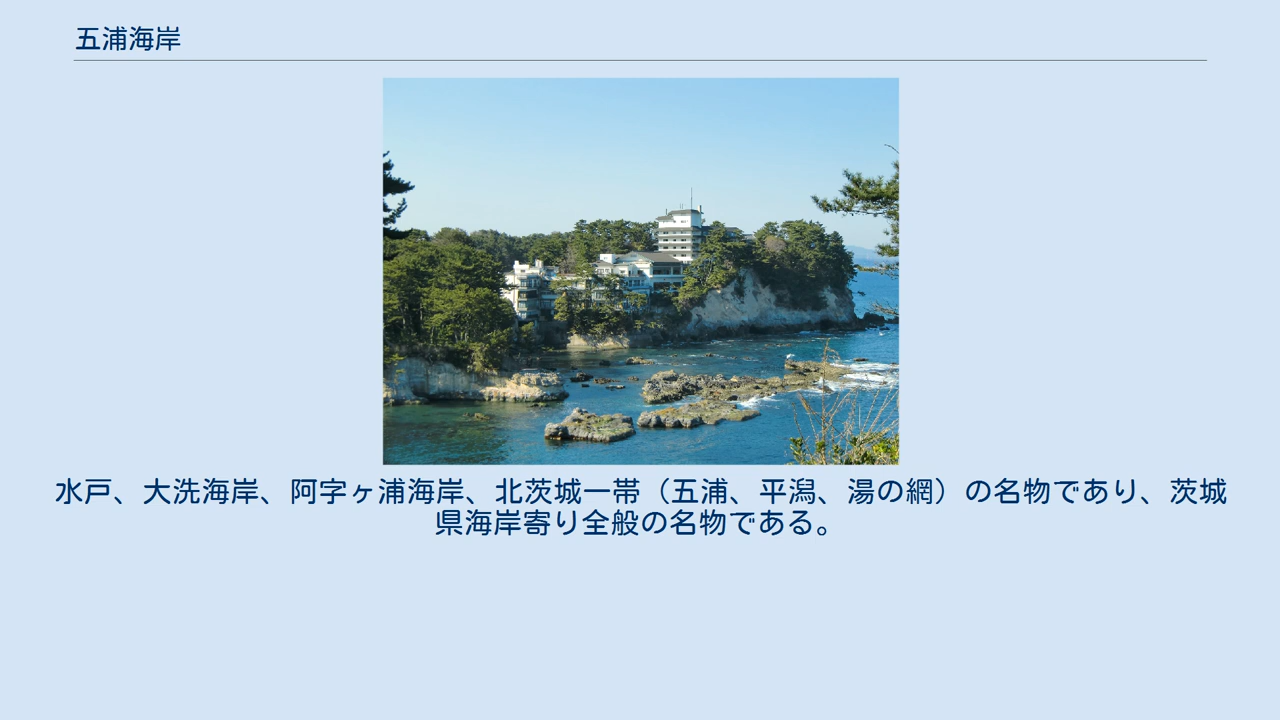 五浦海岸
水戸、大洗海岸、阿字ヶ浦海岸、北茨城一帯（五浦、平潟、湯の網）の名物であり、茨城
県海岸寄り全般の名物である。